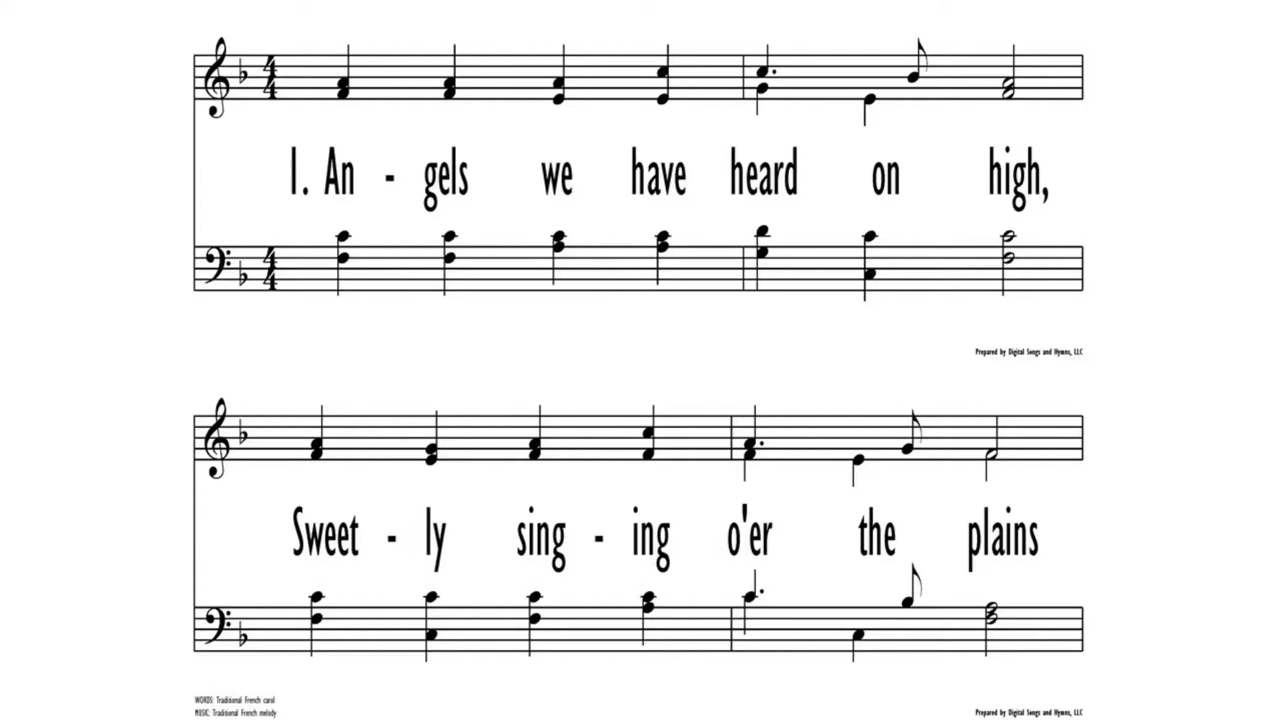 1. An - gels we have heard on high,
Prepared by Digital Songs and Hymns, LLC
Sweet - ly sing - ing o'er the plains
WORDS: Traditional French carol
MUSIC: Traditional French melody
Prepared by Digital Songs and Hymns, LLC